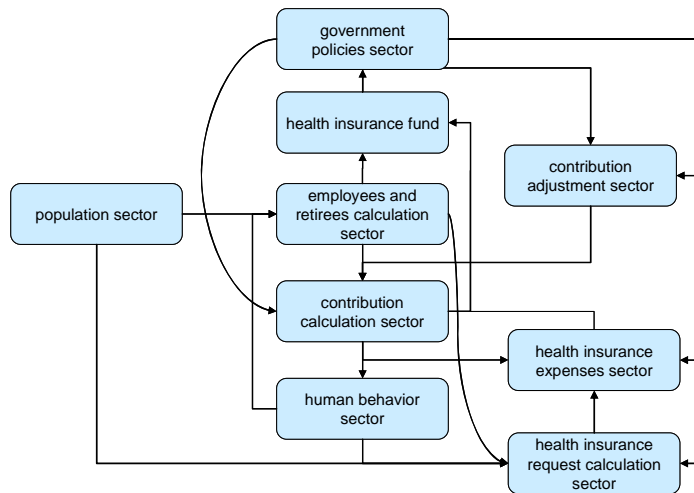 government
policies sector
health insurance fund
contribution
adjustment sector
population sector
employees and
retirees calculation
sector
contribution
calculation sector
health insurance
expenses sector
human behavior
sector
health insurance
request calculation
sector